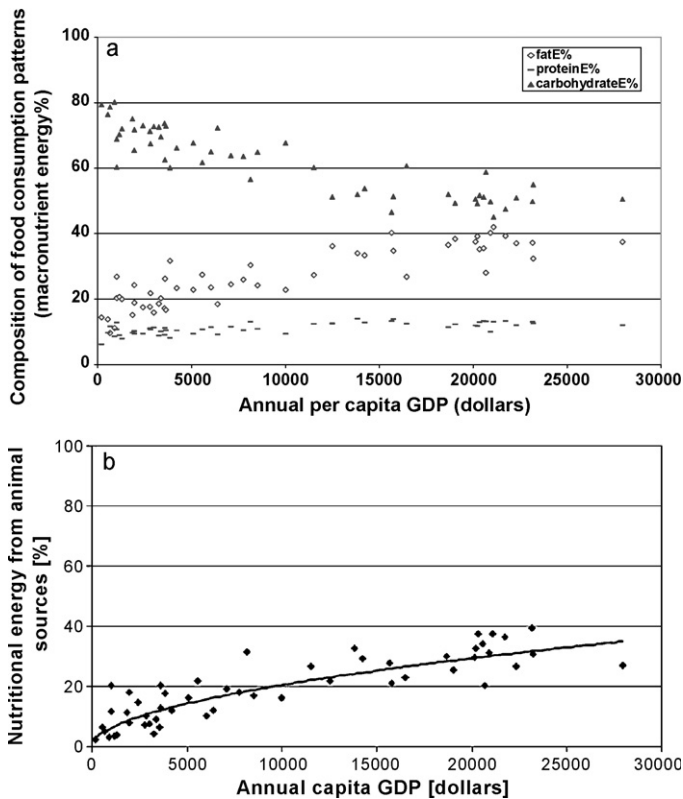 a
100
80
60
40
20
0
0 5000 10000 15000 20000 25000 30000
fatE%
proteinE%
carbohydrateE%
Composition of food consumption patterns
(macronutrient energy%)
Annual per capita GDP (dollars)
b
100
80
60
40
20
0
0 5000 10000 15000 20000 25000 30000
Nutritional energy from animal
sources [%]
Annual capita GDP [dollars]